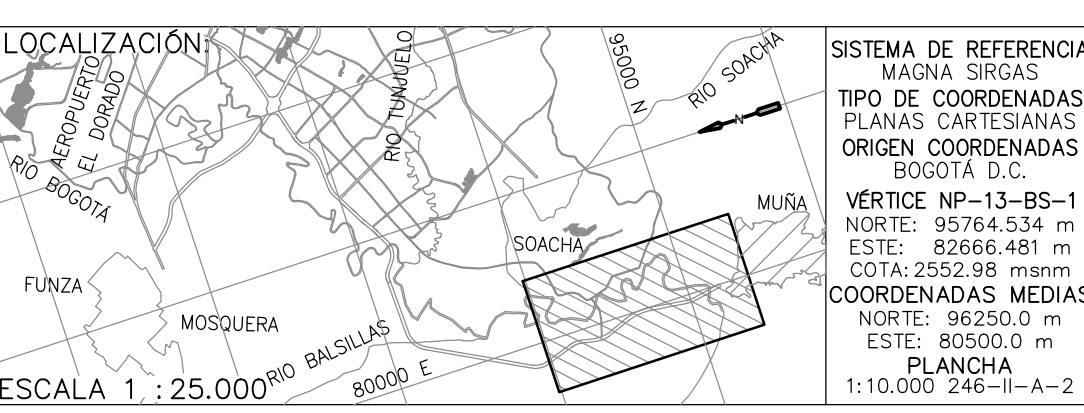 LOCALIZACIÓN:
AEROPUERTO
EL DORADO
RIO BOGOTÁ
RIO TUNJUELO
95000 N
RIO SOACHA
N
MUÑA
SOACHA
FUNZA
MOSQUERA
RIO BALSILLAS
80000 E
ESCALA 1 : 25.000
SISTEMA DE REFERENCIA
MAGNA SIRGAS
TIPO DE COORDENADAS
PLANAS CARTESIANAS
ORIGEN COORDENADAS
BOGOTÁ D.C.
VÉRTICE NP-13-BS-1
NORTE: 95764.534 m
ESTE: 82666.481 m
COTA: 2552.98 msnm
COORDENADAS MEDIAS
NORTE: 96250.0 m
ESTE: 80500.0 m
PLANCHA
1:10.000 246-II-A-2